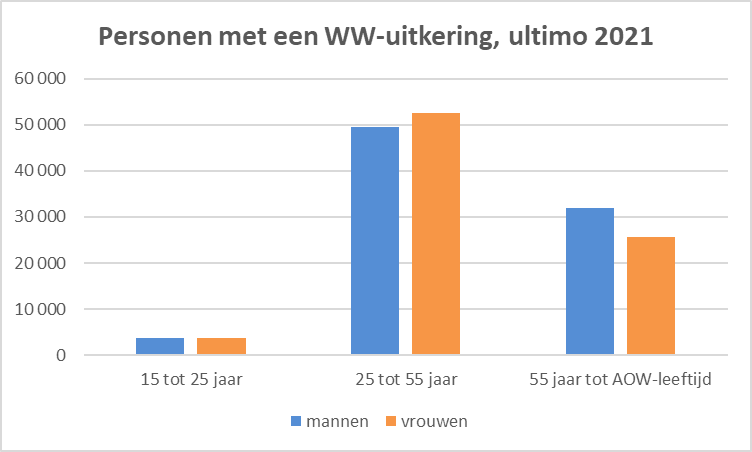 Personen met een WW-uitkering, ultimo 2021
60 000
50 000
40 000
30 000
20 000
10 000
0
15 tot 25 jaar
25 tot 55 jaar
55 jaar tot AOW-leeftijd
mannen
vrouwen